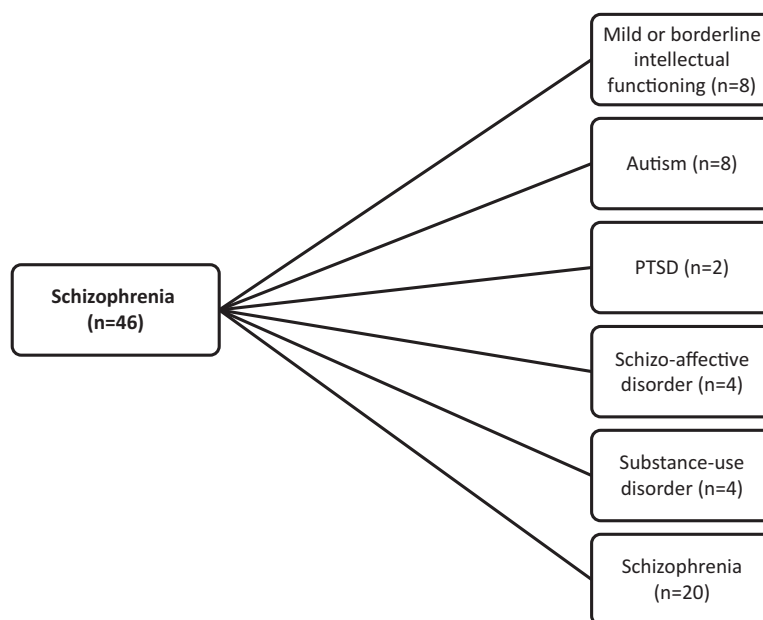 Mild or borderline
intellectual
functioning (n=8)
Autism (n=8)
PTSD (n=2)
Schizophrenia
(n=46)
Schizo-affective
disorder (n=4)
Substance-use
disorder (n=4)
Schizophrenia
(n=20)